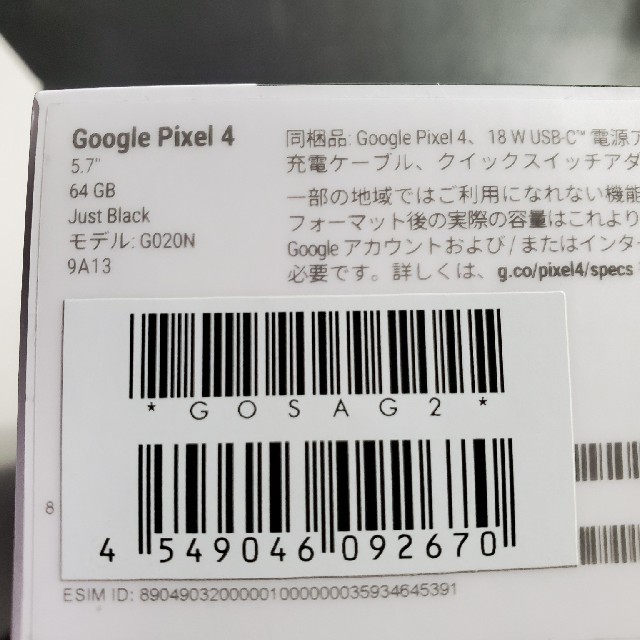 Google Pixel 4
5.7"
64 GB
Just Black
モデル: G020N
9A13
同梱品: Google Pixel 4、18 W USB-C™ 電源ア
充電ケーブル、クイックスイッチアダ
一部の地域ではご利用になれない機能
フォーマット後の実際の容量はこれより
Google アカウントおよび / またはインタ
必要です。詳しくは、g.co/pixel4/specs
*GOSAG2*
8
4 549046 092670
ESIM ID: 89049032000001000000035934645391